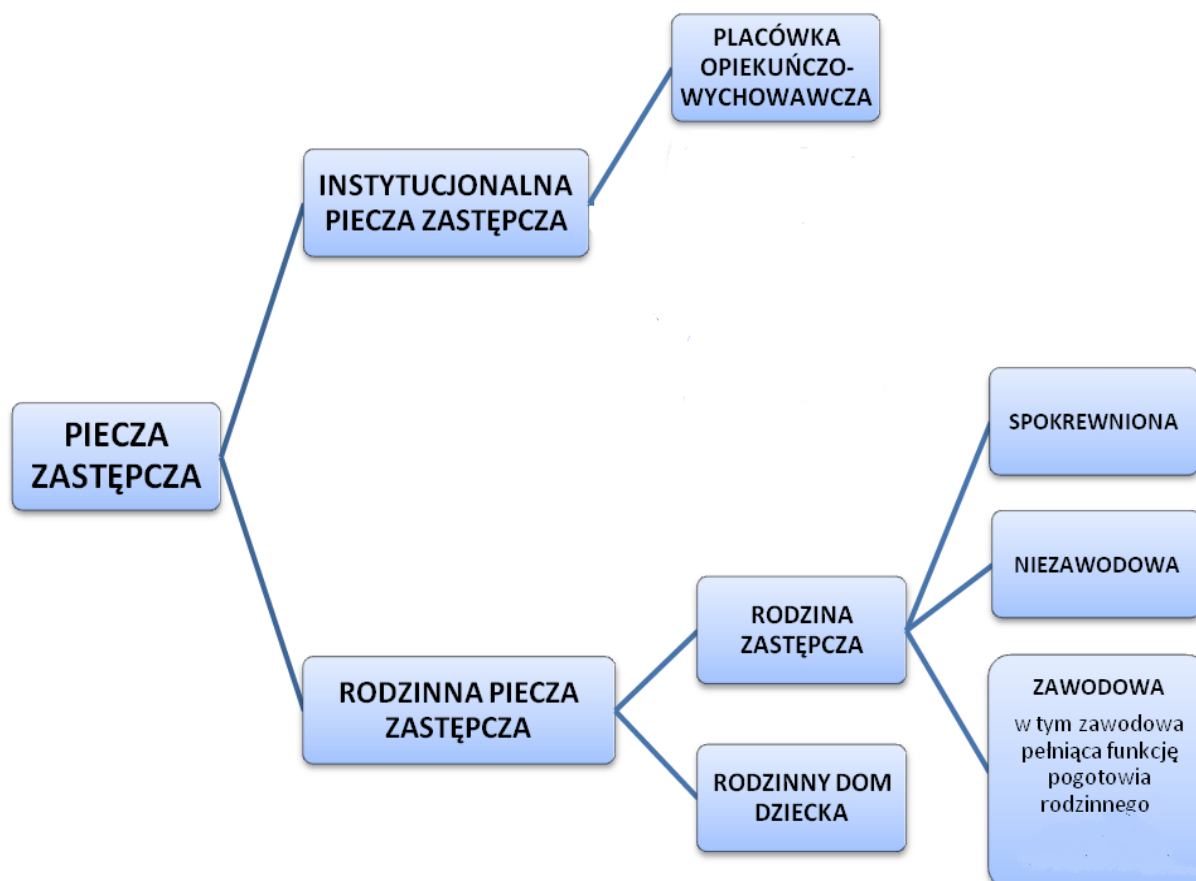 PLACÓWKA
OPIEKUŃCZO-
WYCHOWAWCZA
INSTYTUCJONALNA
PIECZA ZASTĘPCZA
PIECZA
ZASTĘPCZA
SPOKREWNIONA
NIEZAWODOWA
RODZINA
ZASTĘPCZA
RODZINNA PIECZA
ZASTĘPCZA
ZAWODOWA
w tym zawodowa
pełniąca funkcję
pogotowia
rodzinnego
RODZINNY DOM
DZIECKA